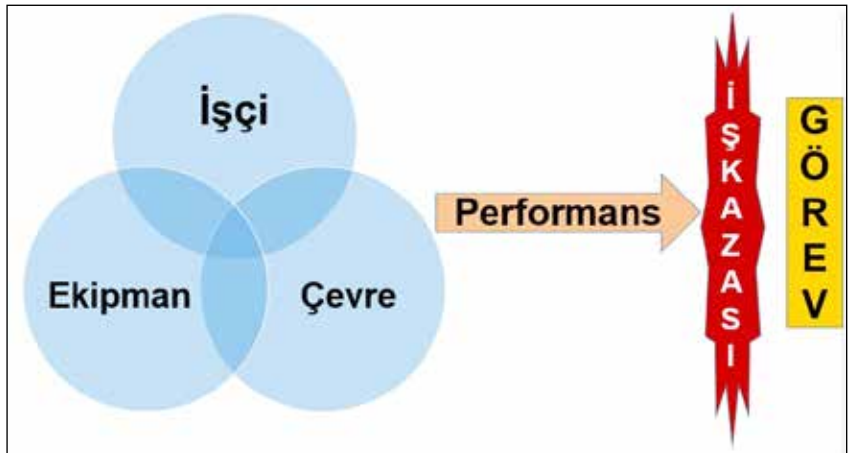 İşçi
Ekipman
Çevre
Performans
İŞKAZASI
GÖREV